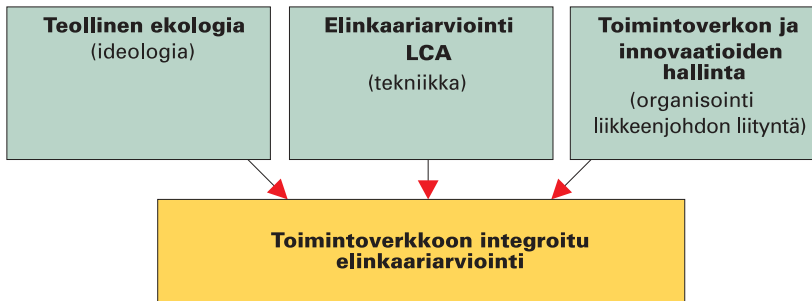 Teollinen ekologia
(ideologia)
Elinkaariarviointi
LCA
(tekniikka)
Toimintoverkon ja
innovaatioiden
hallinta
(organisointi
liikkeenjohdon liityntä)
Toimintoverkkoon integroitu
elinkaariarviointi